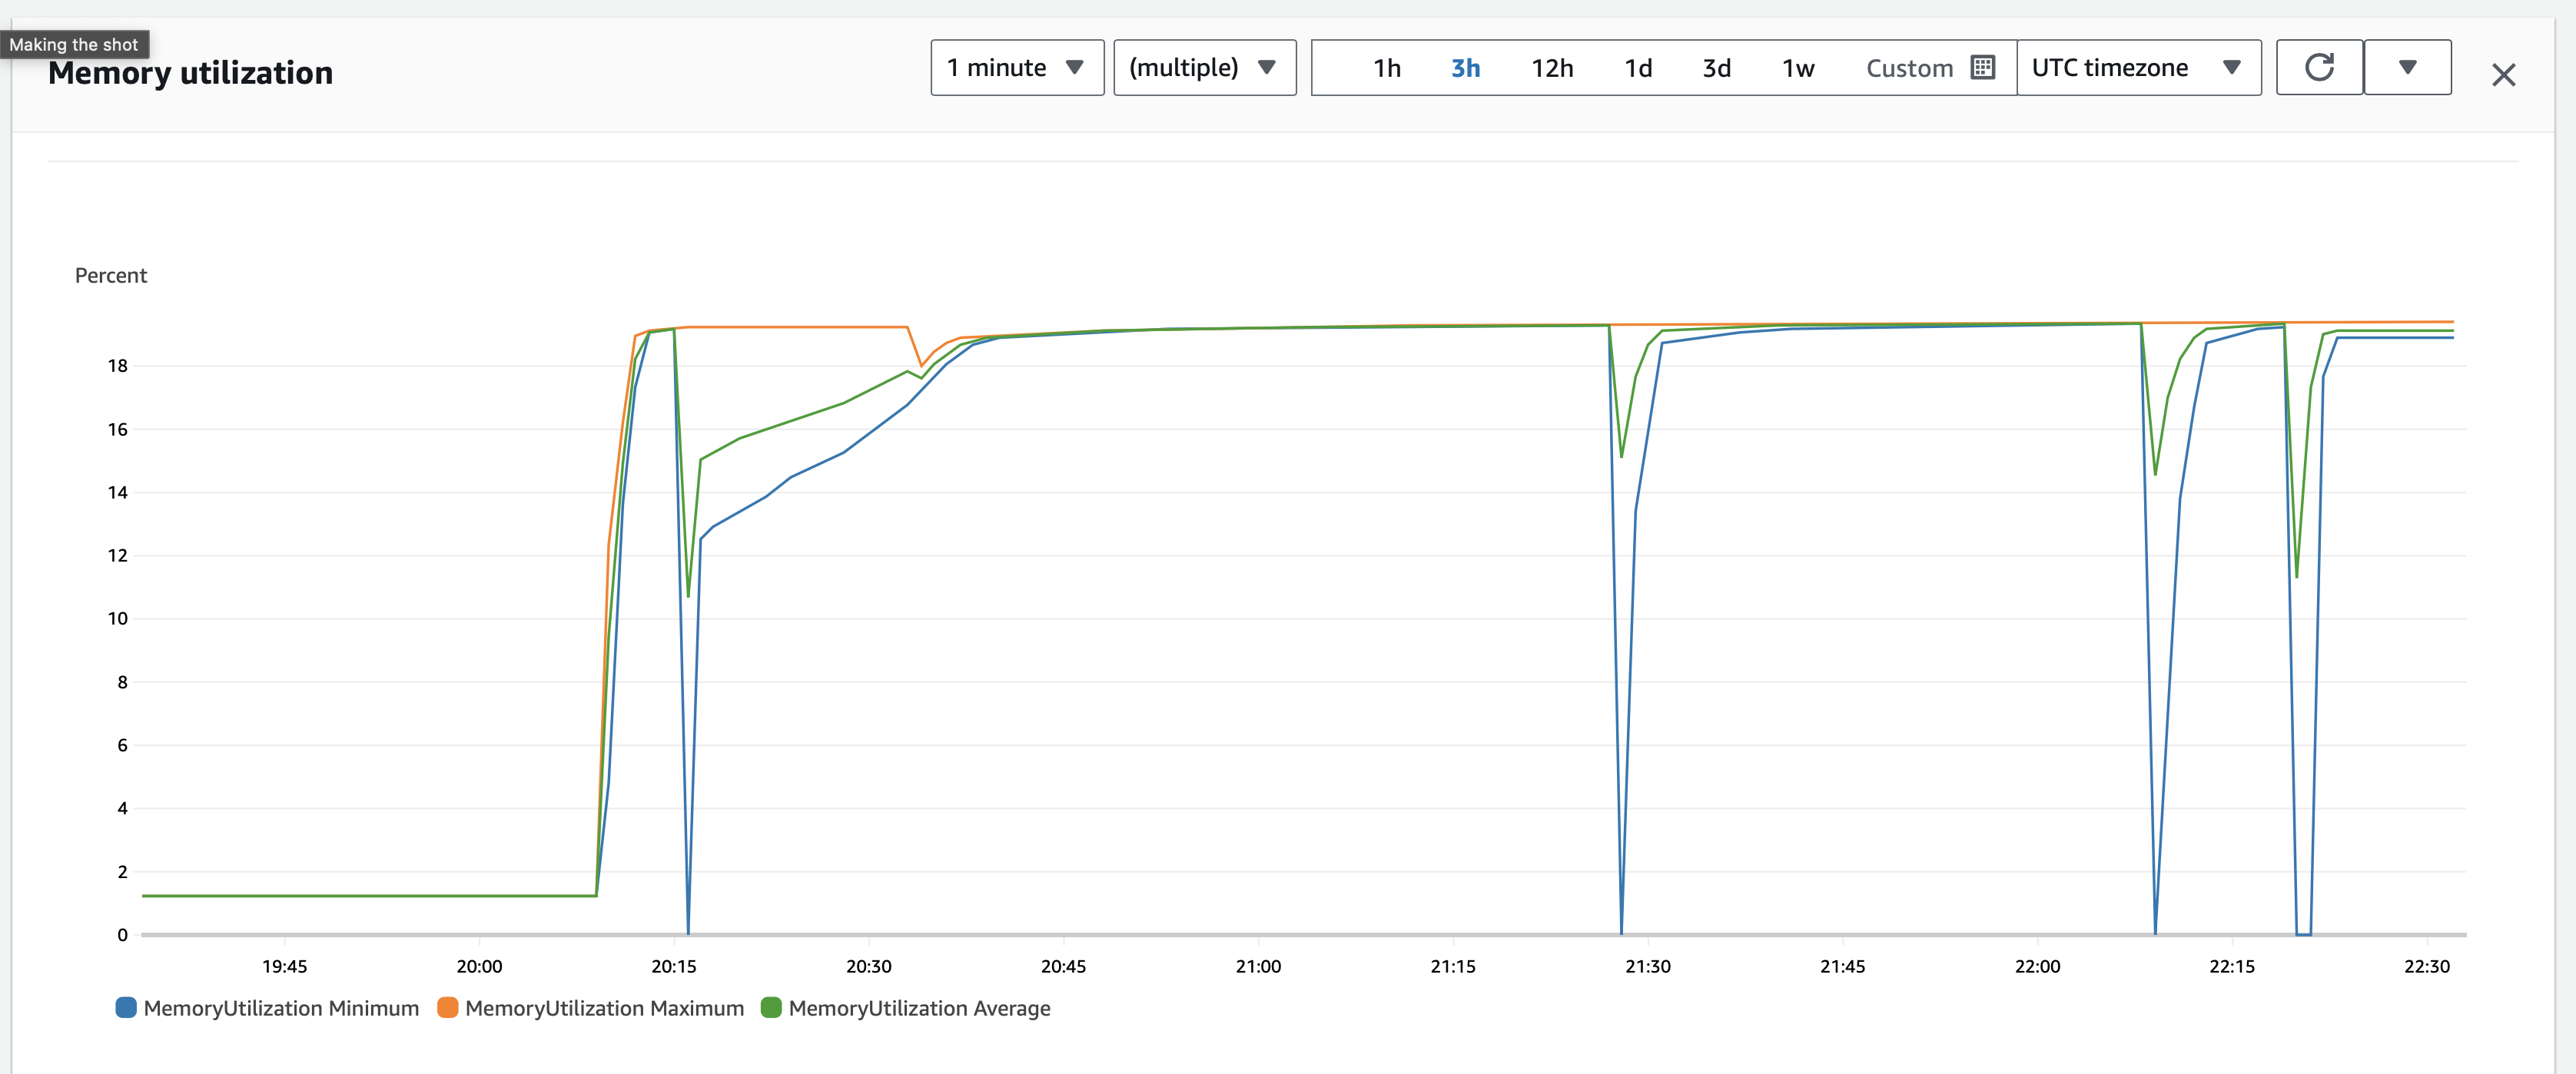 Making the shot
Memory utilization
1 minute (multiple) 1h 3h 12h 1d 3d 1w Custom UTC timezone
Percent
18
16
14
12
10
8
6
4
2
0
19:45 20:00 20:15 20:30 20:45 21:00 21:15 21:30 21:45 22:00 22:15 22:30
MemoryUtilization Minimum MemoryUtilization Maximum MemoryUtilization Average